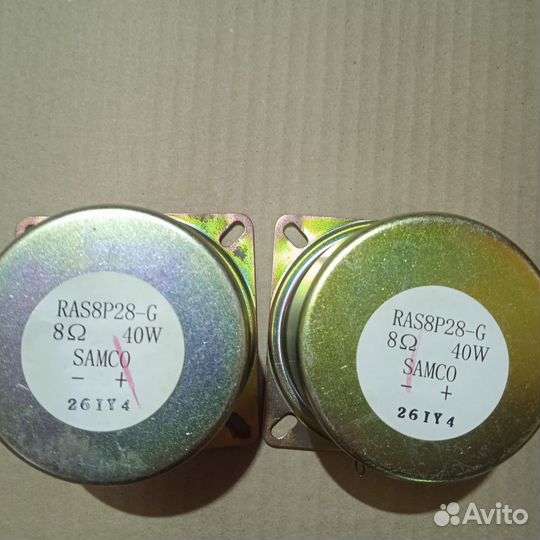 RAS8P28-G
8Ω 40W
SAMCO
- +
26IY4
RAS8P28-G
8Ω 40W
SAMCO
- +
26IY4
Avito